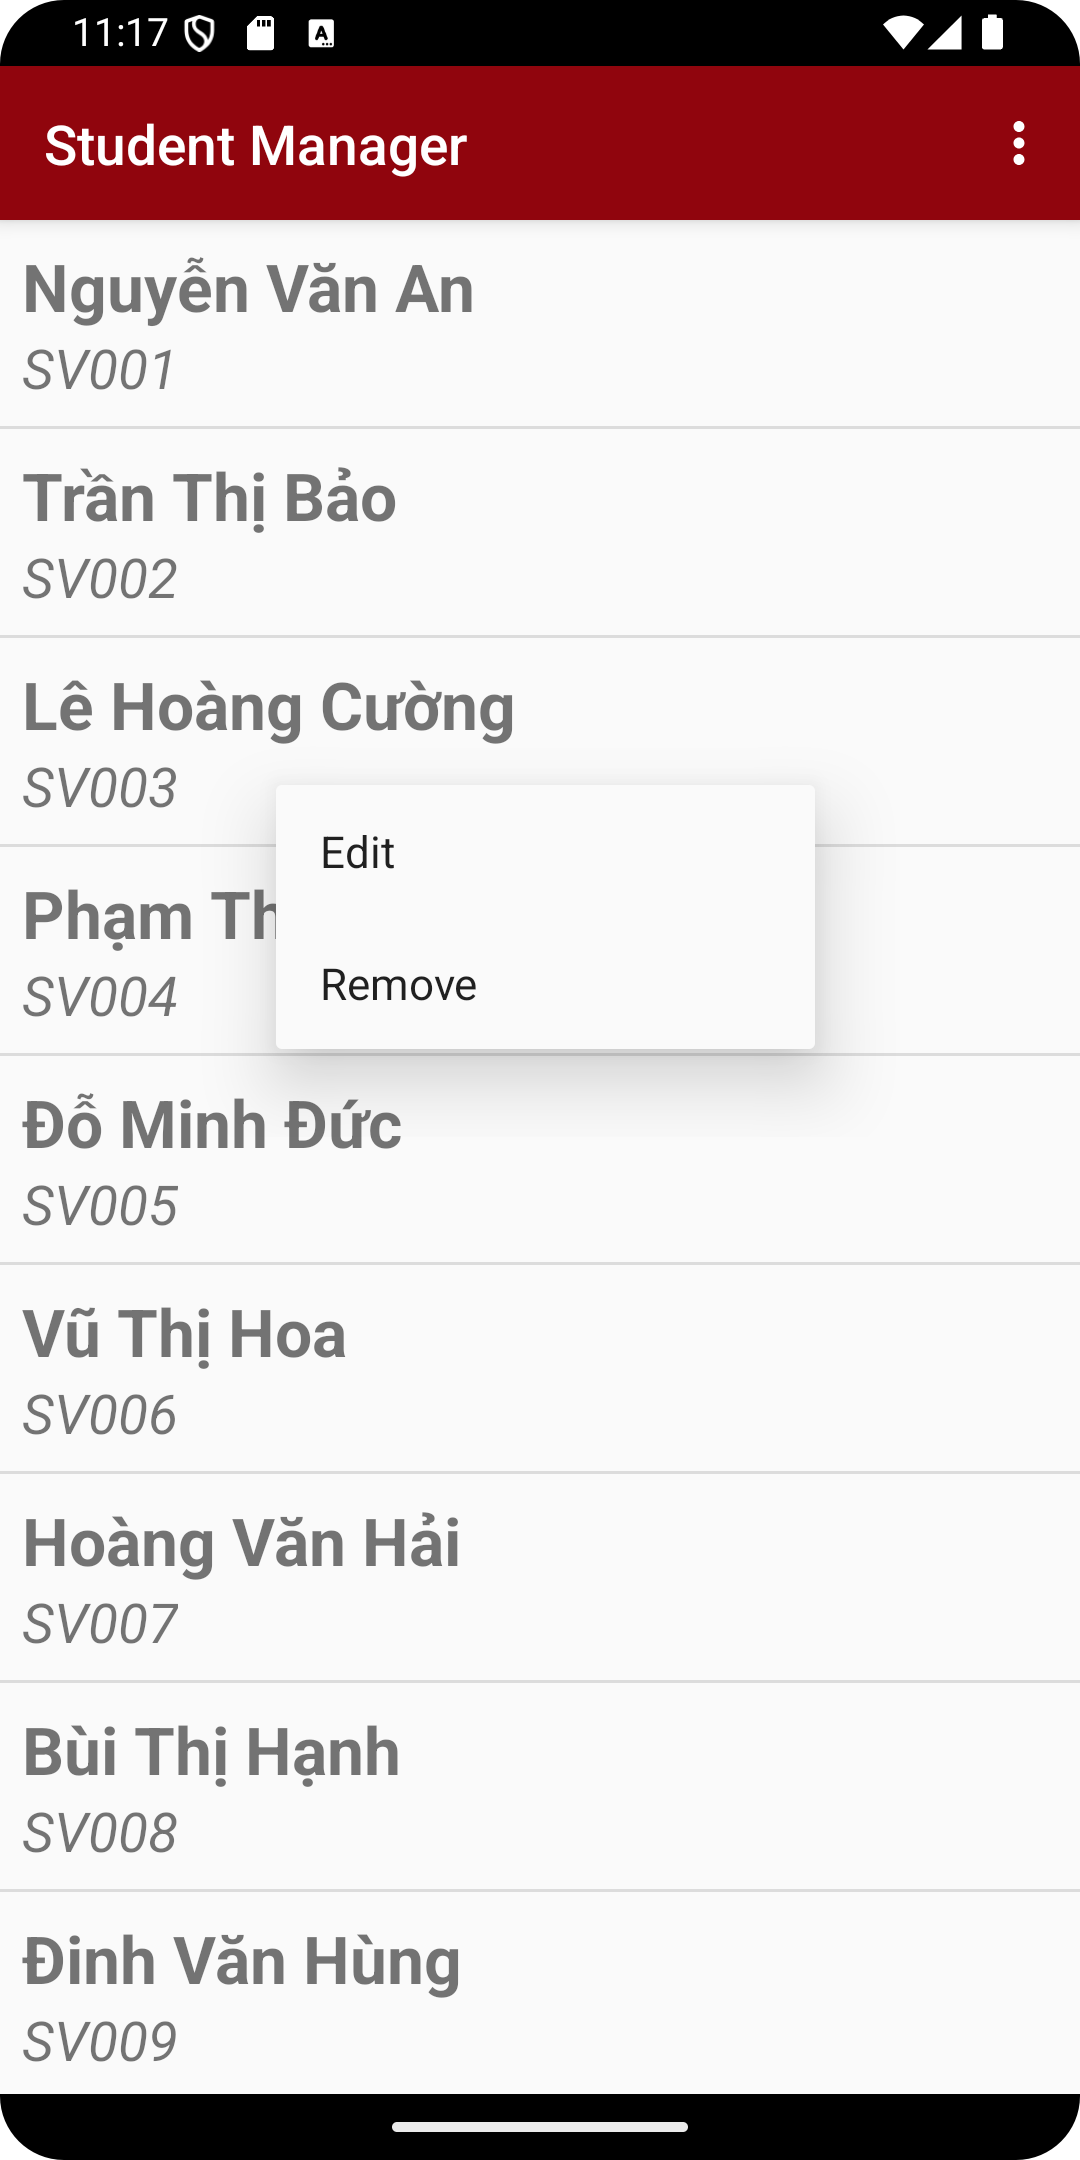 11:17
Student Manager
Nguyễn Văn An
SV001
Trần Thị Bảo
SV002
Lê Hoàng Cường
SV003
Edit
Phạm
SV004
Remove
Đỗ Minh Đức
SV005
Vũ Thị Hoa
SV006
Hoàng Văn Hải
SV007
Bùi Thị Hạnh
SV008
Đinh Văn Hùng
SV009